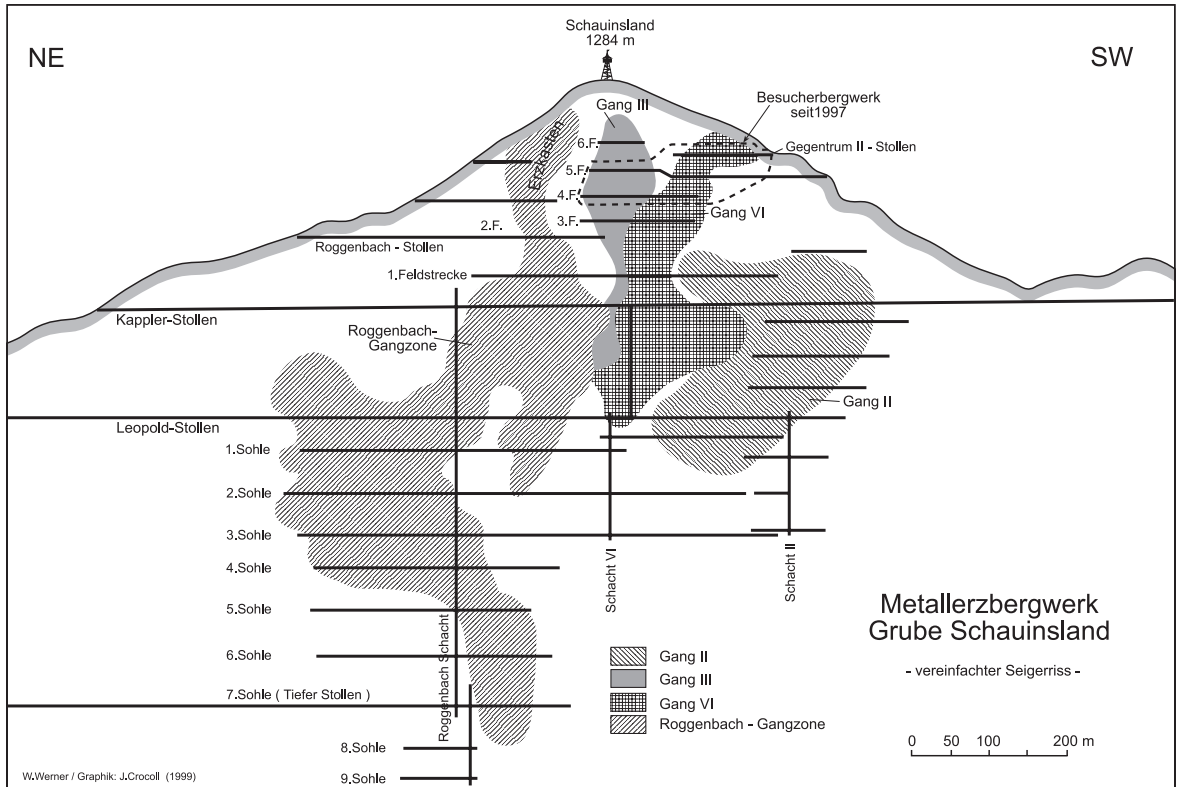 Schauinsland
1284 m
NE
SW
Gang III
Besucherbergwerk
seit1997
Erzkasten
6.F.
Gegentrum II - Stollen
5.F.
4.F.
Gang VI
3.F.
2.F.
Roggenbach - Stollen
1.Feldstrecke
Kappler-Stollen
Roggenbach-
Gangzone
Gang II
Leopold-Stollen
1.Sohle
2.Sohle
3.Sohle
Schacht VI
Schacht II
4.Sohle
5.Sohle
6.Sohle
Roggenbach Schacht
7.Sohle ( Tiefer Stollen )
8.Sohle
9.Sohle
Metallerzbergwerk
Grube Schauinsland
- vereinfachter Seigerriss -
Gang II
Gang III
Gang VI
Roggenbach - Gangzone
0 50 100 200 m
W.Werner / Graphik: J.Crocoll (1999)